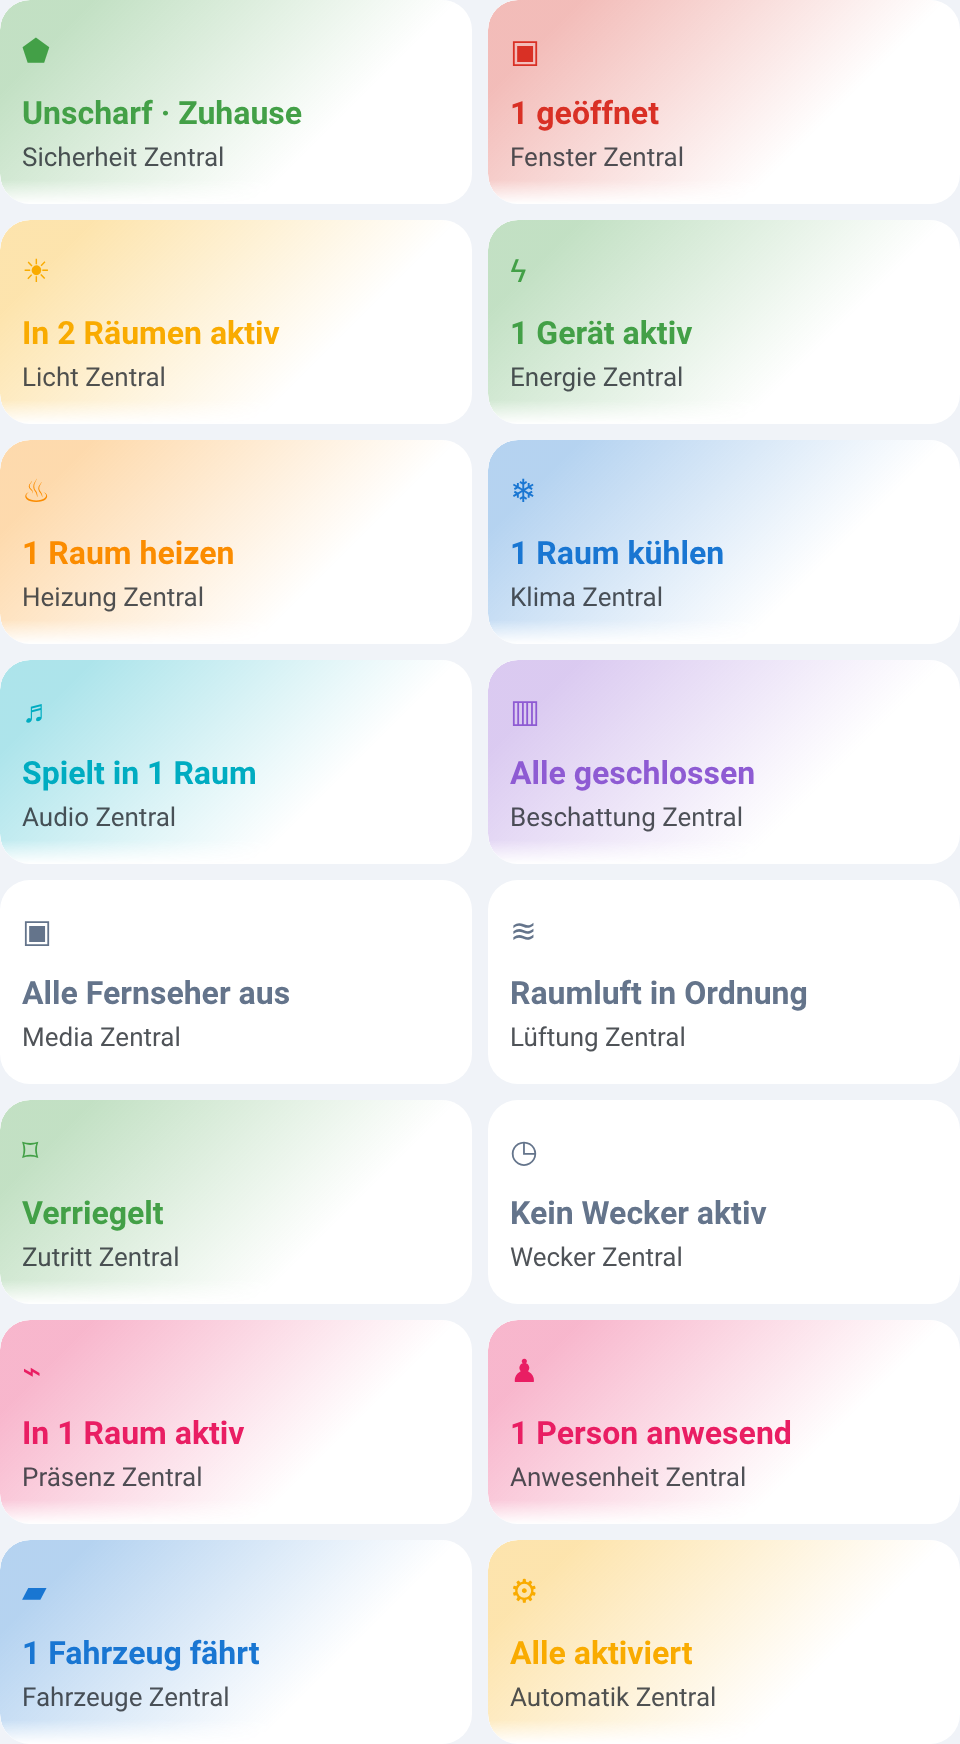 Unscharf · Zuhause
Sicherheit Zentral
1 geöffnet
Fenster Zentral
In 2 Räumen aktiv
Licht Zentral
1 Gerät aktiv
Energie Zentral
1 Raum heizen
Heizung Zentral
1 Raum kühlen
Klima Zentral
Spielt in 1 Raum
Audio Zentral
Alle geschlossen
Beschattung Zentral
Alle Fernseher aus
Media Zentral
Raumluft in Ordnung
Lüftung Zentral
Verriegelt
Zutritt Zentral
Kein Wecker aktiv
Wecker Zentral
In 1 Raum aktiv
Präsenz Zentral
1 Person anwesend
Anwesenheit Zentral
1 Fahrzeug fährt
Fahrzeuge Zentral
Alle aktiviert
Automatik Zentral